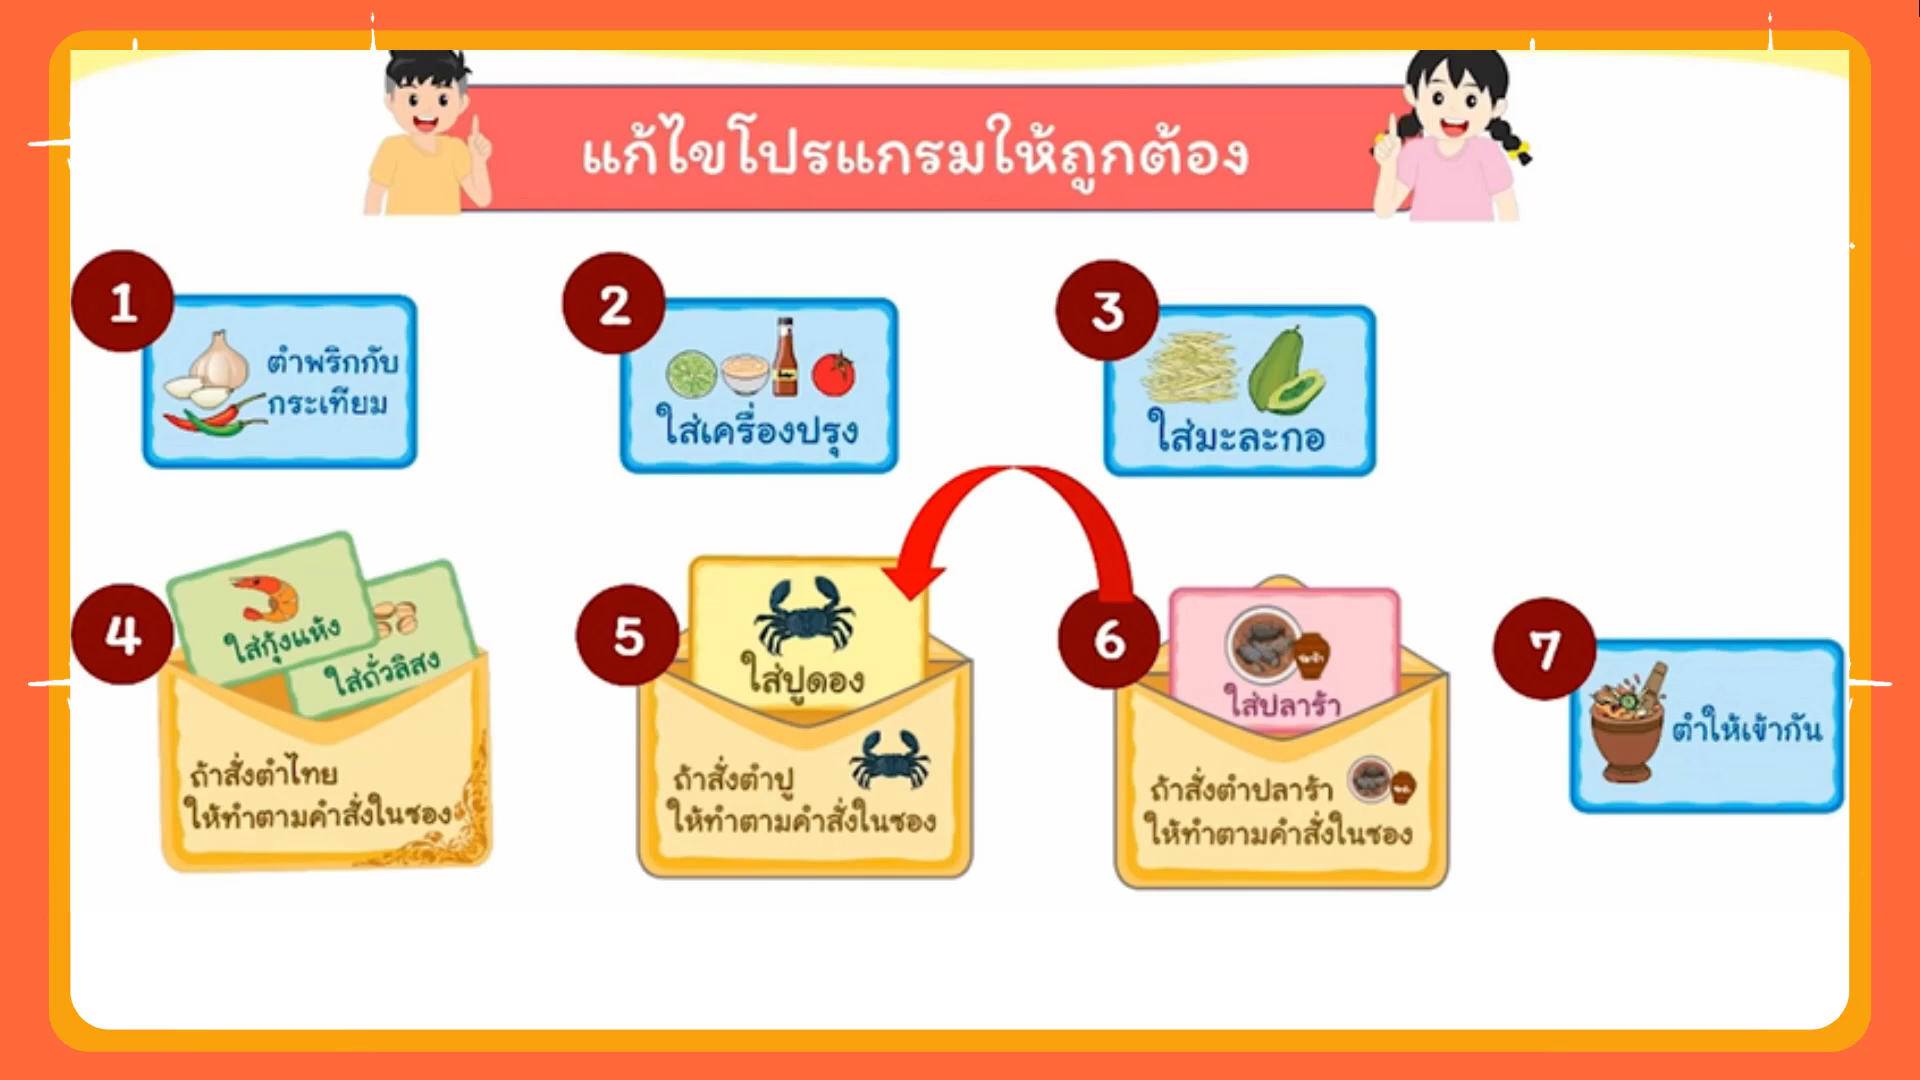 แก้ไขโปรแกรมให้ถูกต้อง
1
ตำพริกกับ
กระเทียม
2
ใส่เครื่องปรุง
3
ใส่มะละกอ
4
ใส่กุ้งแห้ง
ใส่ถั่วลิสง
ถ้าสั่งตำไทย
ให้ทำตามคำสั่งในซอง
5
ใส่ปูดอง
ถ้าสั่งตำปู
ให้ทำตามคำสั่งในซอง
6
ใส่ปลาร้า
ถ้าสั่งตำปลาร้า
ให้ทำตามคำสั่งในซอง
7
ตำให้เข้ากัน